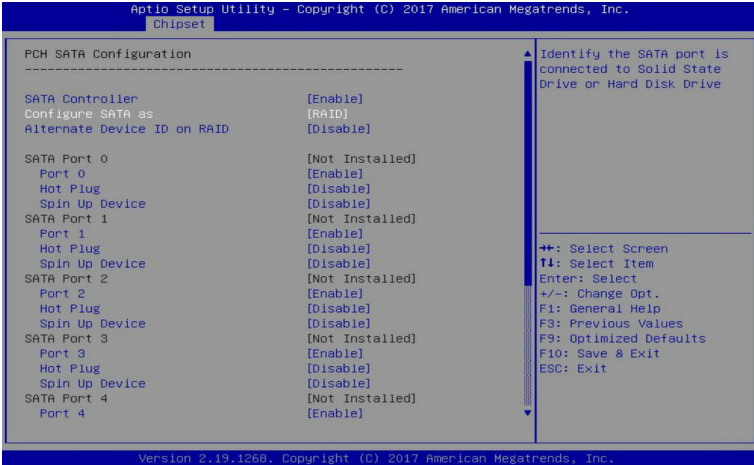 Aptio Setup Utility – Copyright (C) 2017 American Megatrends, Inc.
Chipset
PCH SATA Configuration
------------------------------------------------
SATA Controller [Enable]
Configure SATA as [RAID]
Alternate Device ID on RAID [Disable]
SATA Port 0 [Not Installed]
Port 0 [Enable]
Hot Plug [Disable]
Spin Up Device [Disable]
SATA Port 1 [Not Installed]
Port 1 [Enable]
Hot Plug [Disable]
Spin Up Device [Disable]
SATA Port 2 [Not Installed]
Port 2 [Enable]
Hot Plug [Disable]
Spin Up Device [Disable]
SATA Port 3 [Not Installed]
Port 3 [Enable]
Hot Plug [Disable]
Spin Up Device [Disable]
SATA Port 4 [Not Installed]
Port 4 [Enable]
Identify the SATA port is
connected to Solid State
Drive or Hard Disk Drive
→←: Select Screen
↑↓: Select Item
Enter: Select
+/-: Change Opt.
F1: General Help
F3: Previous Values
F9: Optimized Defaults
F10: Save & Exit
ESC: Exit
Version 2.19.1268. Copyright (C) 2017 American Megatrends, Inc.